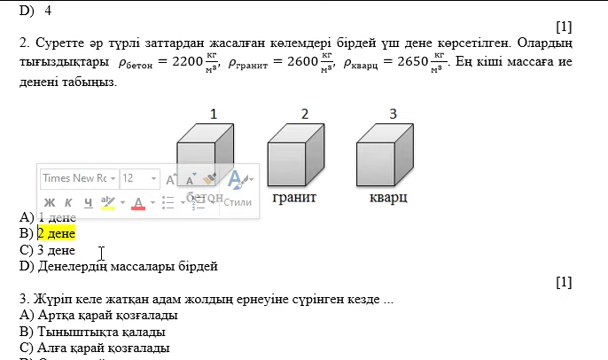 D) 4
[1]
2. Суретте әр түрлі заттардан жасалған көлемдері бірдей үш дене көрсетілген. Олардың
тығыздықтары ρбетон = 2200 кг/м³, ρгранит = 2600 кг/м³, ρкварц = 2650 кг/м³. Ең кіші массаға ие
денені табыңыз.
1 2 3
Times New Rc 12
бетон гранит кварц
Ж К Ч Стили
A) 1 дене
B) 2 дене
C) 3 дене
D) Денелердің массалары бірдей
[1]
3. Жүріп келе жатқан адам жолдың ернеуіне сүрінген кезде ...
A) Артқа қарай қозғалады
B) Тыныштықта қалады
C) Алға қарай қозғалады